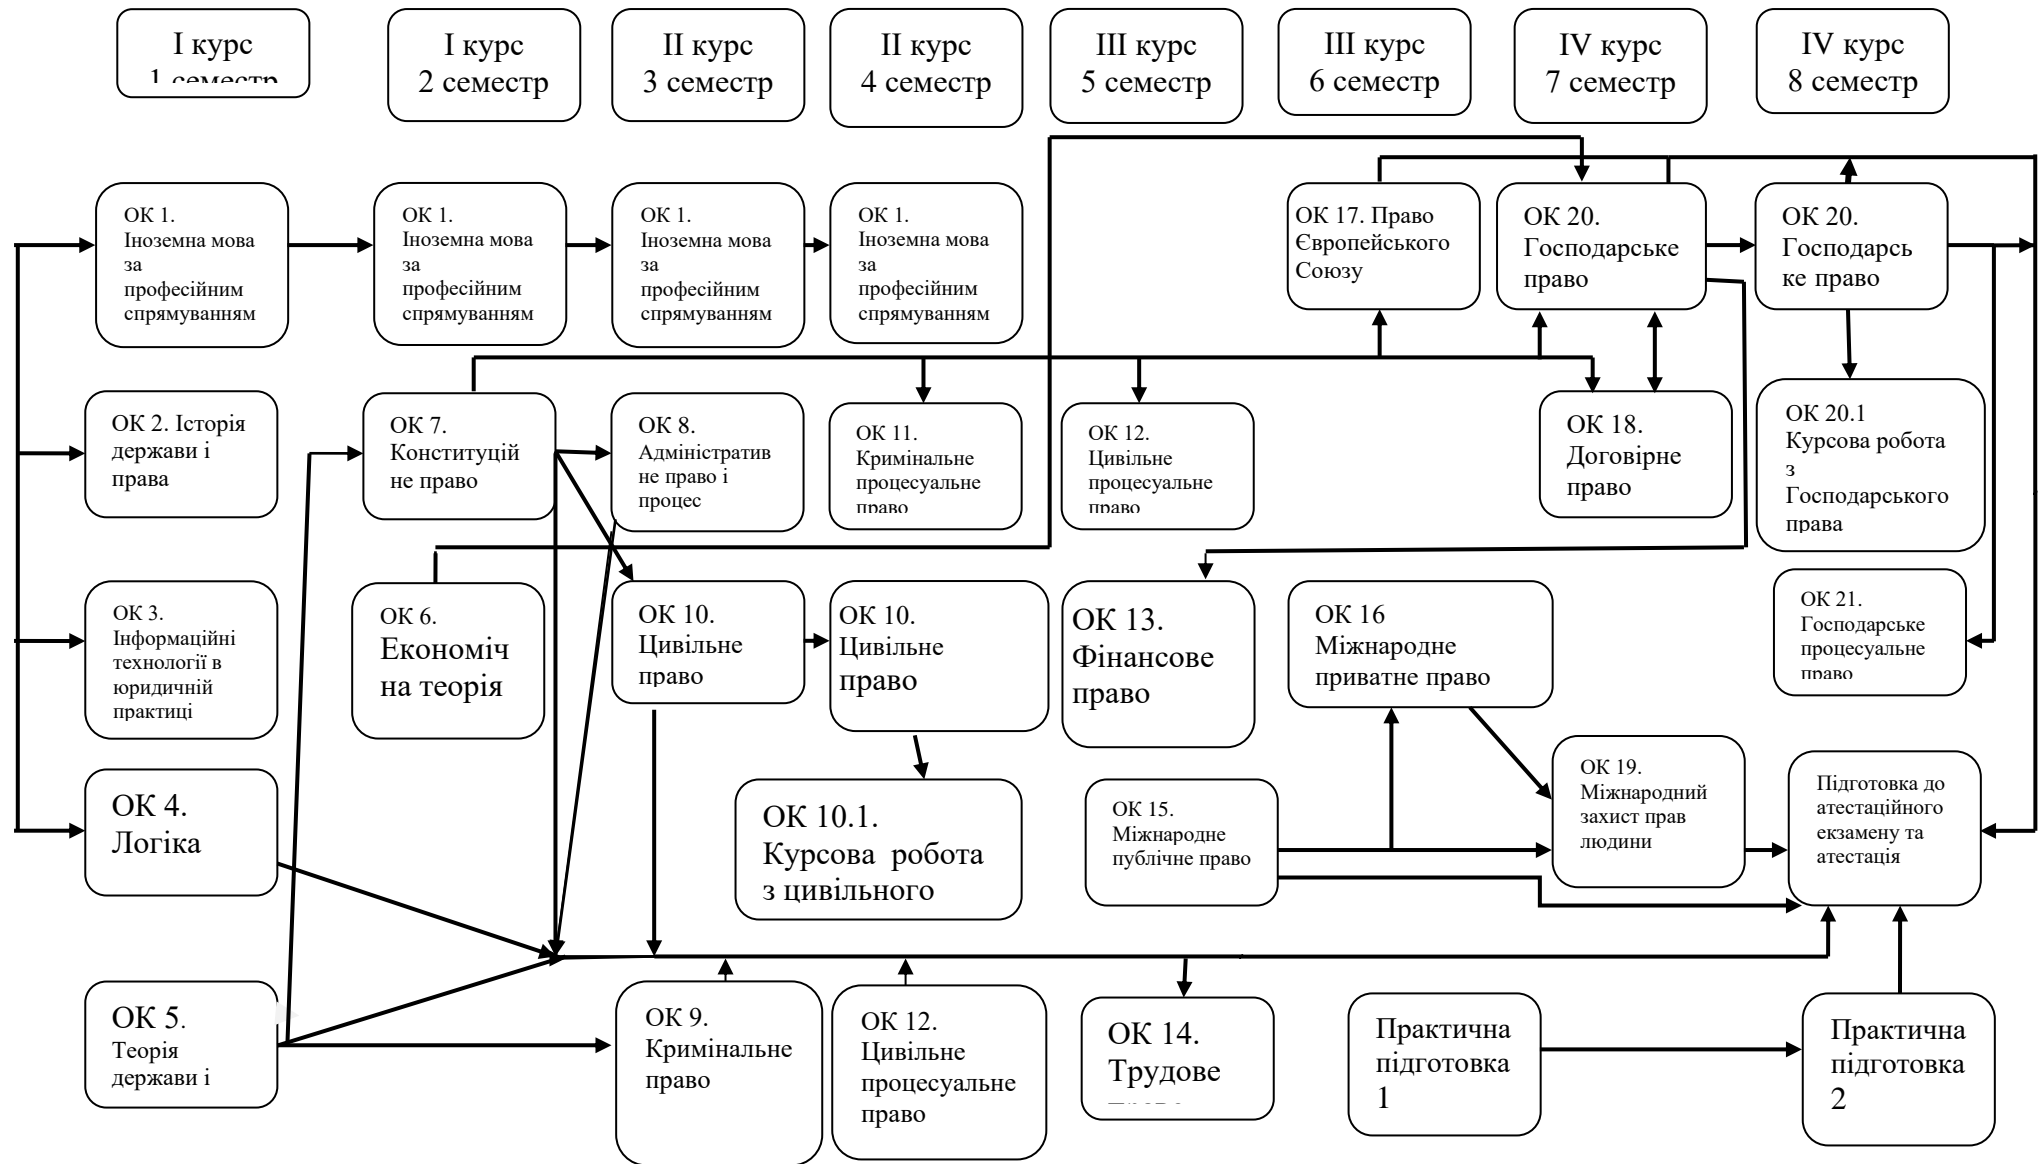 І курс
1 семестр
І курс
2 семестр
ІІ курс
3 семестр
ІІ курс
4 семестр
ІІІ курс
5 семестр
ІІІ курс
6 семестр
IV курс
7 семестр
IV курс
8 семестр
ОК 1.
Іноземна мова
за
професійним
спрямуванням
ОК 1.
Іноземна мова
за
професійним
спрямуванням
ОК 1.
Іноземна мова
за
професійним
спрямуванням
ОК 1.
Іноземна мова
за
професійним
спрямуванням
ОК 17. Право
Європейського
Союзу
ОК 20.
Господарське
право
ОК 20.
Господарсь
ке право
ОК 2. Історія
держави і
права
ОК 7.
Конституцій
не право
ОК 8.
Адміністратив
не право і
процес
ОК 11.
Кримінальне
процесуальне
право
ОК 12.
Цивільне
процесуальне
право
ОК 18.
Договірне
право
ОК 20.1
Курсова робота
з
Господарського
права
ОК 3.
Інформаційні
технології в
юридичній
практиці
ОК 6.
Економіч
на теорія
ОК 10.
Цивільне
право
ОК 10.
Цивільне
право
ОК 13.
Фінансове
право
ОК 16
Міжнародне
приватне право
ОК 21.
Господарське
процесуальне
право
ОК 4.
Логіка
ОК 10.1.
Курсова робота
з цивільного
ОК 15.
Міжнародне
публічне право
ОК 19.
Міжнародний
захист прав
людини
Підготовка до
атестаційного
екзамену та
атестація
ОК 5.
Теорія
держави і
ОК 9.
Кримінальне
право
ОК 12.
Цивільне
процесуальне
право
ОК 14.
Трудове
Практична
підготовка
1
Практична
підготовка
2